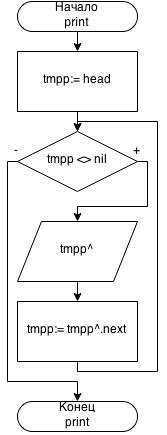 Начало
print
tmpp:= head
-
tmpp <> nil
+
tmpp^
tmpp:= tmpp^.next
Конец
print